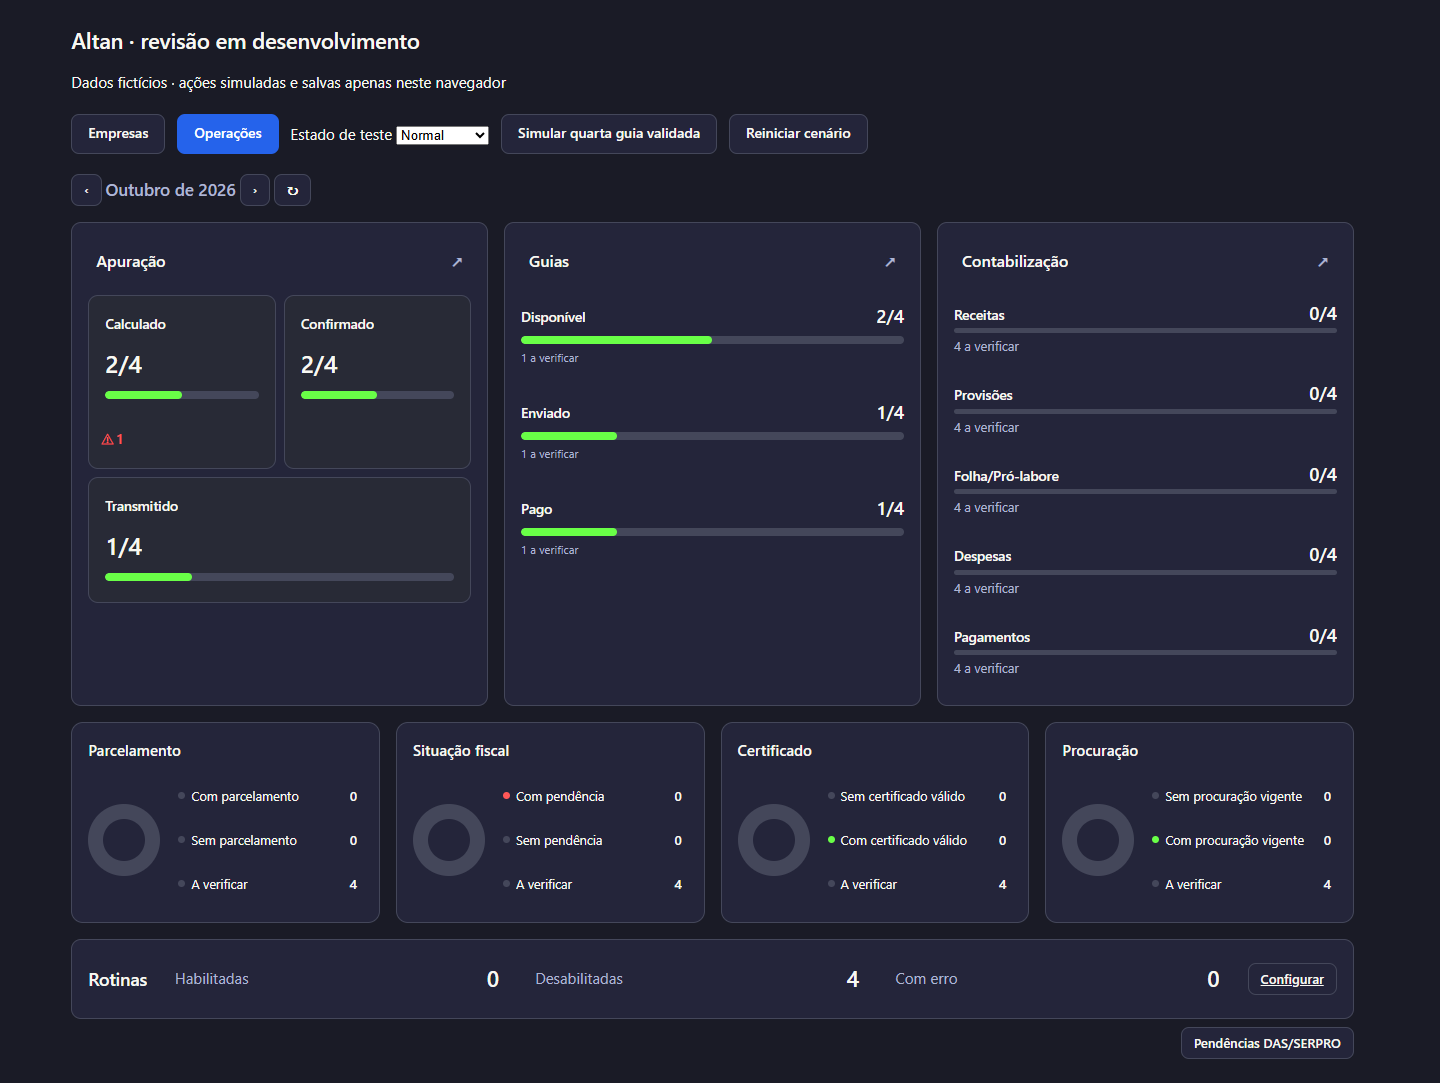 Altan · revisão em desenvolvimento
Dados fictícios · ações simuladas e salvas apenas neste navegador
Empresas Operações Estado de teste Normal Simular quarta guia validada Reiniciar cenário
‹ Outubro de 2026 › ↻
Apuração ↗
Calculado
2/4
⚠ 1
Confirmado
2/4
Transmitido
1/4
Guias ↗
Disponível 2/4
1 a verificar
Enviado 1/4
1 a verificar
Pago 1/4
1 a verificar
Contabilização ↗
Receitas 0/4
4 a verificar
Provisões 0/4
4 a verificar
Folha/Pró-labore 0/4
4 a verificar
Despesas 0/4
4 a verificar
Pagamentos 0/4
4 a verificar
Parcelamento
Com parcelamento 0
Sem parcelamento 0
A verificar 4
Situação fiscal
Com pendência 0
Sem pendência 0
A verificar 4
Certificado
Sem certificado válido 0
Com certificado válido 0
A verificar 4
Procuração
Sem procuração vigente 0
Com procuração vigente 0
A verificar 4
Rotinas Habilitadas 0 Desabilitadas 4 Com erro 0 Configurar
Pendências DAS/SERPRO